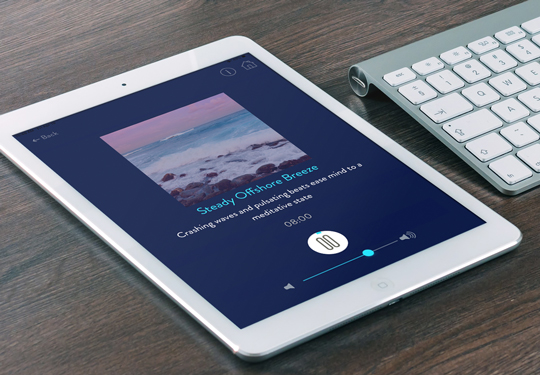 Back
Steady Offshore Breeze
Crashing waves and pulsating beats ease mind to a
meditative state
08:00